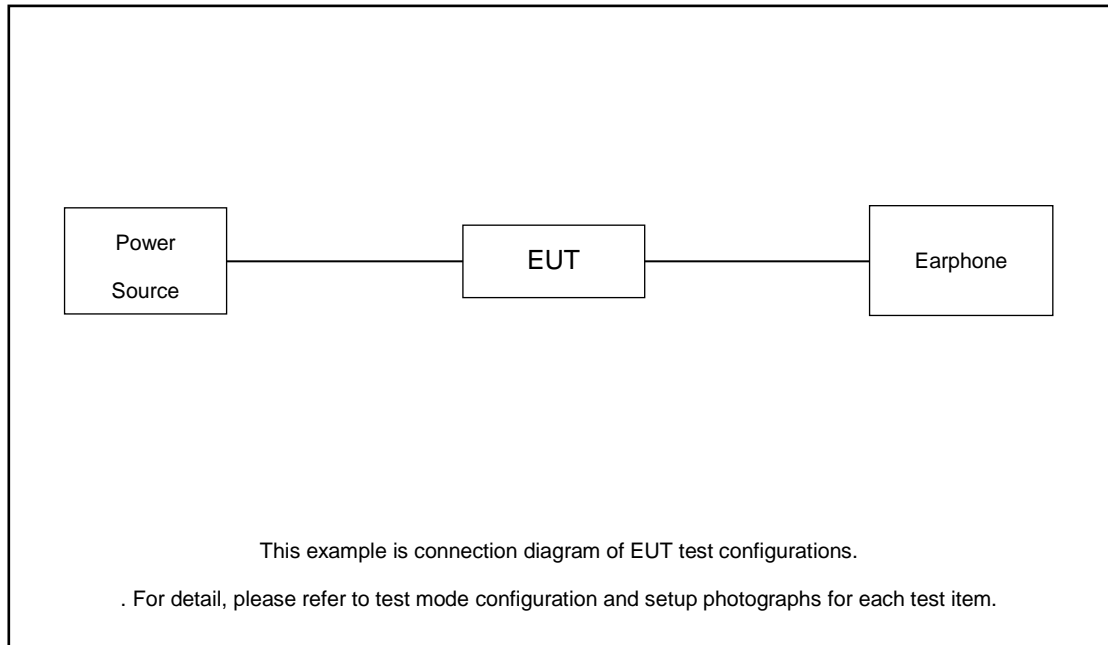 Power
Source
EUT
Earphone
This example is connection diagram of EUT test configurations.
. For detail, please refer to test mode configuration and setup photographs for each test item.